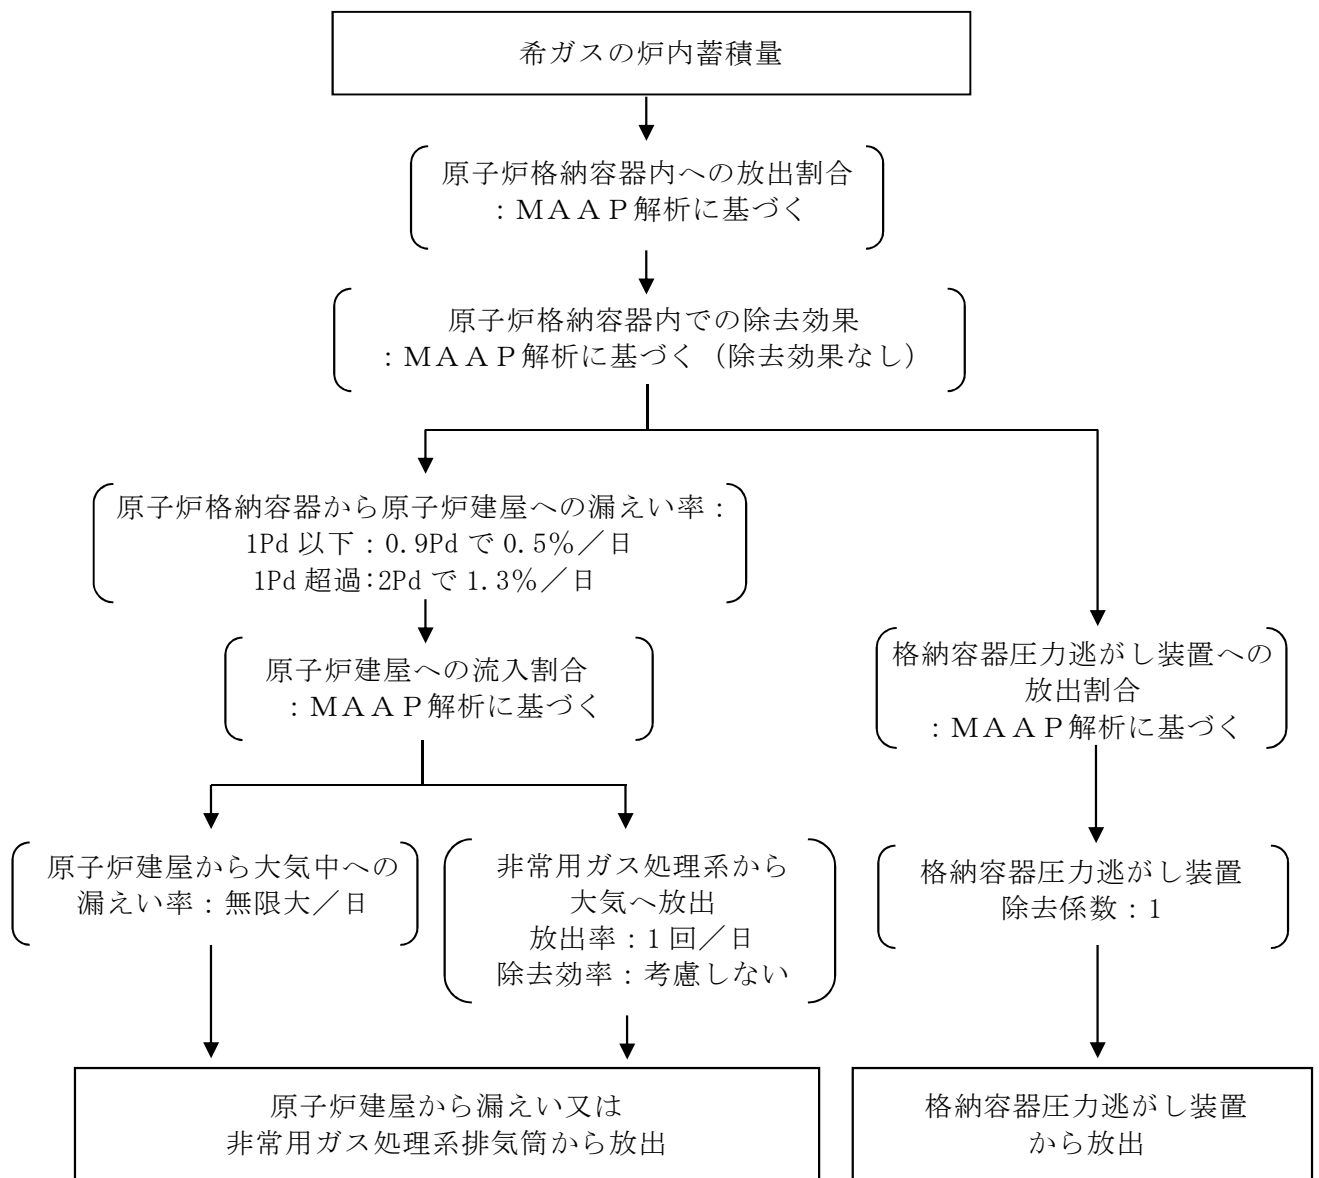 希ガスの炉内蓄積量
原子炉格納容器内への放出割合
：ＭＡＡＰ解析に基づく
原子炉格納容器内での除去効果
：ＭＡＡＰ解析に基づく（除去効果なし）
原子炉格納容器から原子炉建屋への漏えい率：
1Pd 以下：0.9Pd で 0.5％／日
1Pd 超過：2Pd で 1.3％／日
原子炉建屋への流入割合
：ＭＡＡＰ解析に基づく
格納容器圧力逃がし装置への
放出割合
：ＭＡＡＰ解析に基づく
原子炉建屋から大気中への
漏えい率：無限大／日
非常用ガス処理系から
大気へ放出
放出率：1 回／日
除去効率：考慮しない
格納容器圧力逃がし装置
除去係数：1
原子炉建屋から漏えい又は
非常用ガス処理系排気筒から放出
格納容器圧力逃がし装置
から放出